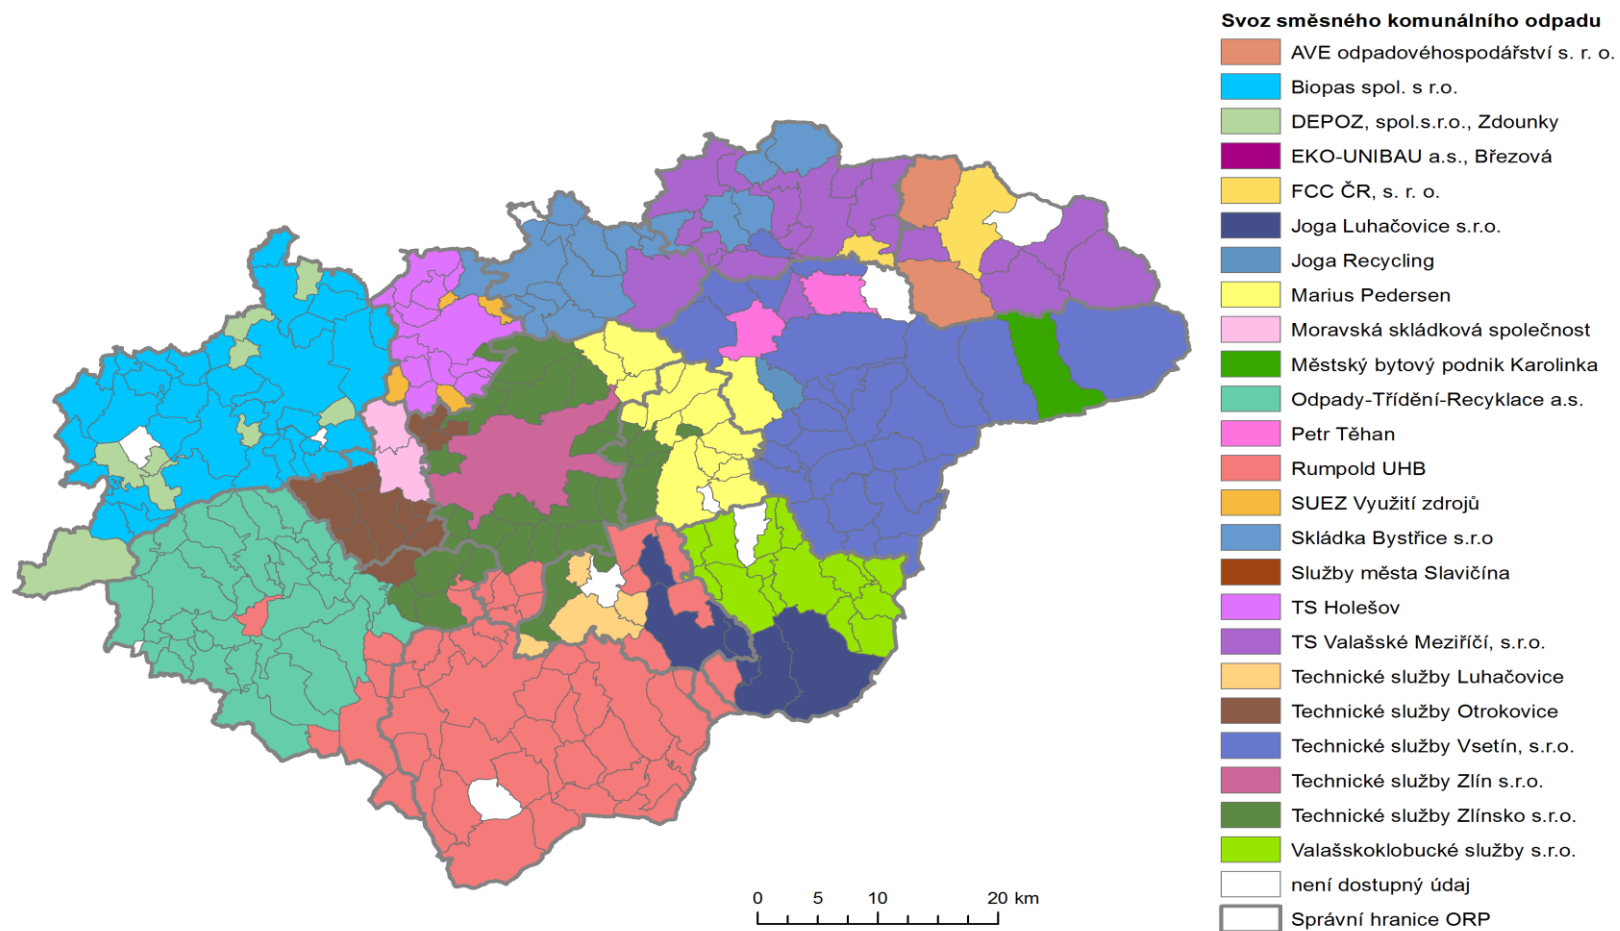 Svoz směsného komunálního odpadu
AVE odpadovéhospodářství s. r. o.
Biopas spol. s r.o.
DEPOZ, spol.s.r.o., Zdounky
EKO-UNIBAU a.s., Březová
FCC ČR, s. r. o.
Joga Luhačovice s.r.o.
Joga Recycling
Marius Pedersen
Moravská skládková společnost
Městský bytový podnik Karolinka
Odpady-Třídění-Recyklace a.s.
Petr Těhan
Rumpold UHB
SUEZ Využití zdrojů
Skládka Bystřice s.r.o
Služby města Slavičína
TS Holešov
TS Valašské Meziříčí, s.r.o.
Technické služby Luhačovice
Technické služby Otrokovice
Technické služby Vsetín, s.r.o.
Technické služby Zlín s.r.o.
Technické služby Zlínsko s.r.o.
Valašskoklobucké služby s.r.o.
není dostupný údaj
Správní hranice ORP
0 5 10 20 km